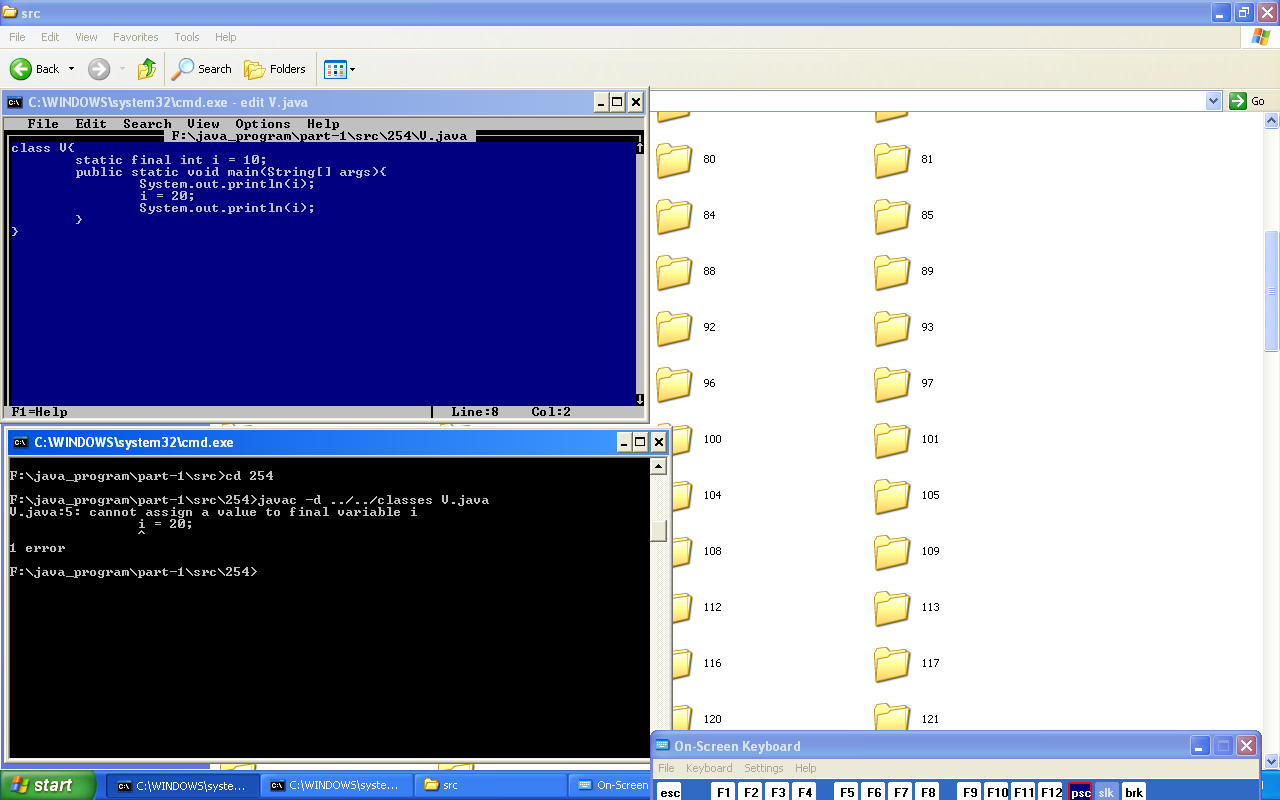 src
File Edit View Favorites Tools Help
Back Search Folders
Go
C:\WINDOWS\system32\cmd.exe - edit V.java
File Edit Search View Options Help
F:\java_program\part-1\src\254\V.java
class V{
static final int i = 10;
public static void main(String[] args){
System.out.println(i);
i = 20;
System.out.println(i);
}
}
F1=Help Line:8 Col:2
80 81
84 85
88 89
92 93
96 97
100 101
104 105
108 109
112 113
116 117
120 121
C:\WINDOWS\system32\cmd.exe
F:\java_program\part-1\src>cd 254
F:\java_program\part-1\src\254>javac -d ../../classes V.java
V.java:5: cannot assign a value to final variable i
i = 20;
^
1 error
F:\java_program\part-1\src\254>
On-Screen Keyboard
File Keyboard Settings Help
esc F1 F2 F3 F4 F5 F6 F7 F8 F9 F10 F11 F12 psc slk brk
start C:\WINDOWS\syste... C:\WINDOWS\syste... src On-Screen